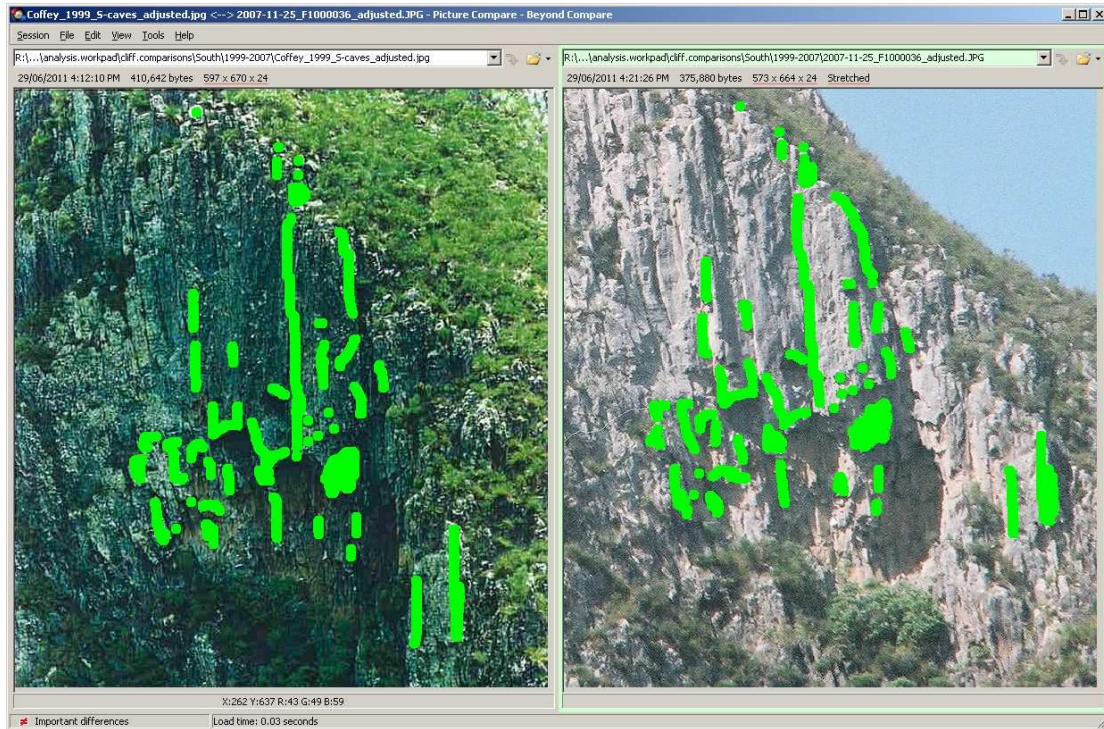 Coffey_1999_S-caves_adjusted.jpg <--> 2007-11-25_F1000036_adjusted.JPG - Picture Compare - Beyond Compare
Session File Edit View Tools Help
R:\...\analysis.workpad\cliff.comparisons\South\1999-2007\Coffey_1999_S-caves_adjusted.jpg
29/06/2011 4:12:10 PM 410,642 bytes 597 x 670 x 24
R:\...\analysis.workpad\cliff.comparisons\South\1999-2007\2007-11-25_F1000036_adjusted.JPG
29/06/2011 4:21:26 PM 375,880 bytes 573 x 664 x 24 Stretched
X:262 Y:637 R:43 G:49 B:59
Important differences Load time: 0.03 seconds